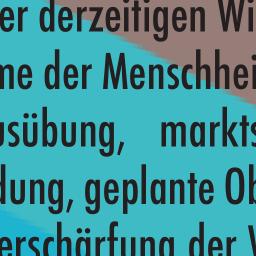 er derzeitigen Wi
me der Menschhei
usübung, markts
dung, geplante Ob
erschärfung der V